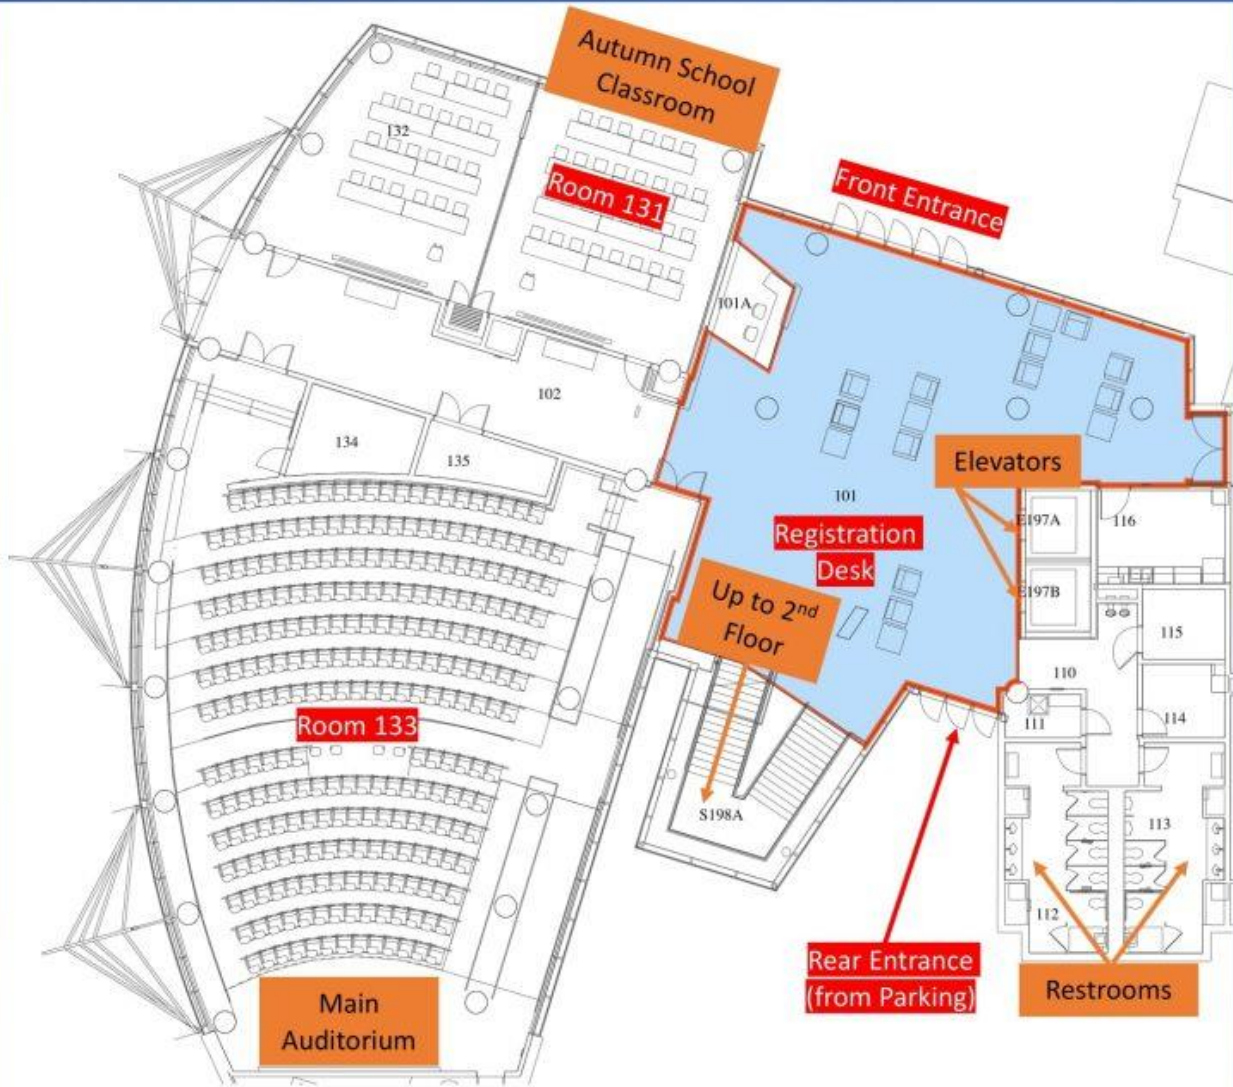 Autumn School
Classroom
132
Room 131
Front Entrance
101A
102
134
135
Elevators
101
E197A
116
Registration
Desk
E197B
Up to 2nd
Floor
115
110
Room 133
111
114
S198A
113
112
Rear Entrance
(from Parking)
Restrooms
Main
Auditorium